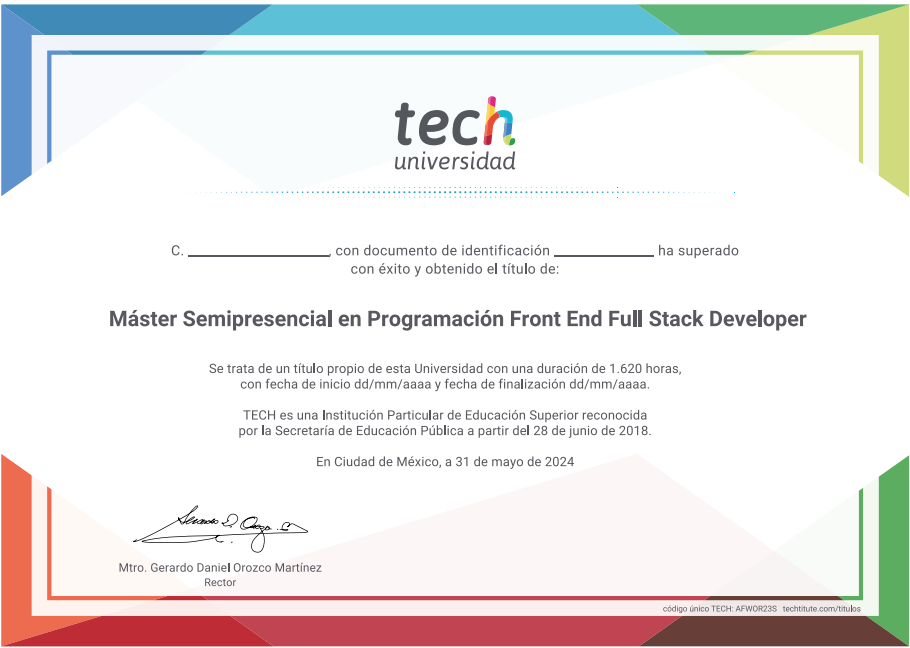 tech
universidad
C. ____________, con documento de identificación ____________ ha superado
con éxito y obtenido el título de:
Máster Semipresencial en Programación Front End Full Stack Developer
Se trata de un título propio de esta Universidad con una duración de 1.620 horas,
con fecha de inicio dd/mm/aaaa y fecha de finalización dd/mm/aaaa.
TECH es una Institución Particular de Educación Superior reconocida
por la Secretaría de Educación Pública a partir del 28 de junio de 2018.
En Ciudad de México, a 31 de mayo de 2024
Mtro. Gerardo Daniel Orozco Martínez
Rector
código único TECH: AFWOR23S techtitute.com/titulos